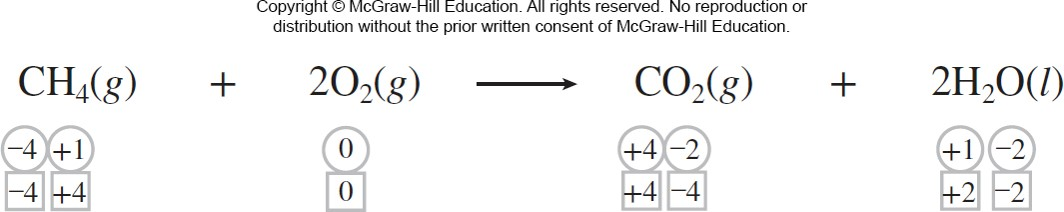 Copyright © McGraw-Hill Education. All rights reserved. No reproduction or
distribution without the prior written consent of McGraw-Hill Education.
CH₄(g) + 2O₂(g) ⟶ CO₂(g) + 2H₂O(l)
−4 +1 0 +4 −2 +1 −2
−4 +4 0 +4 −4 +2 −2